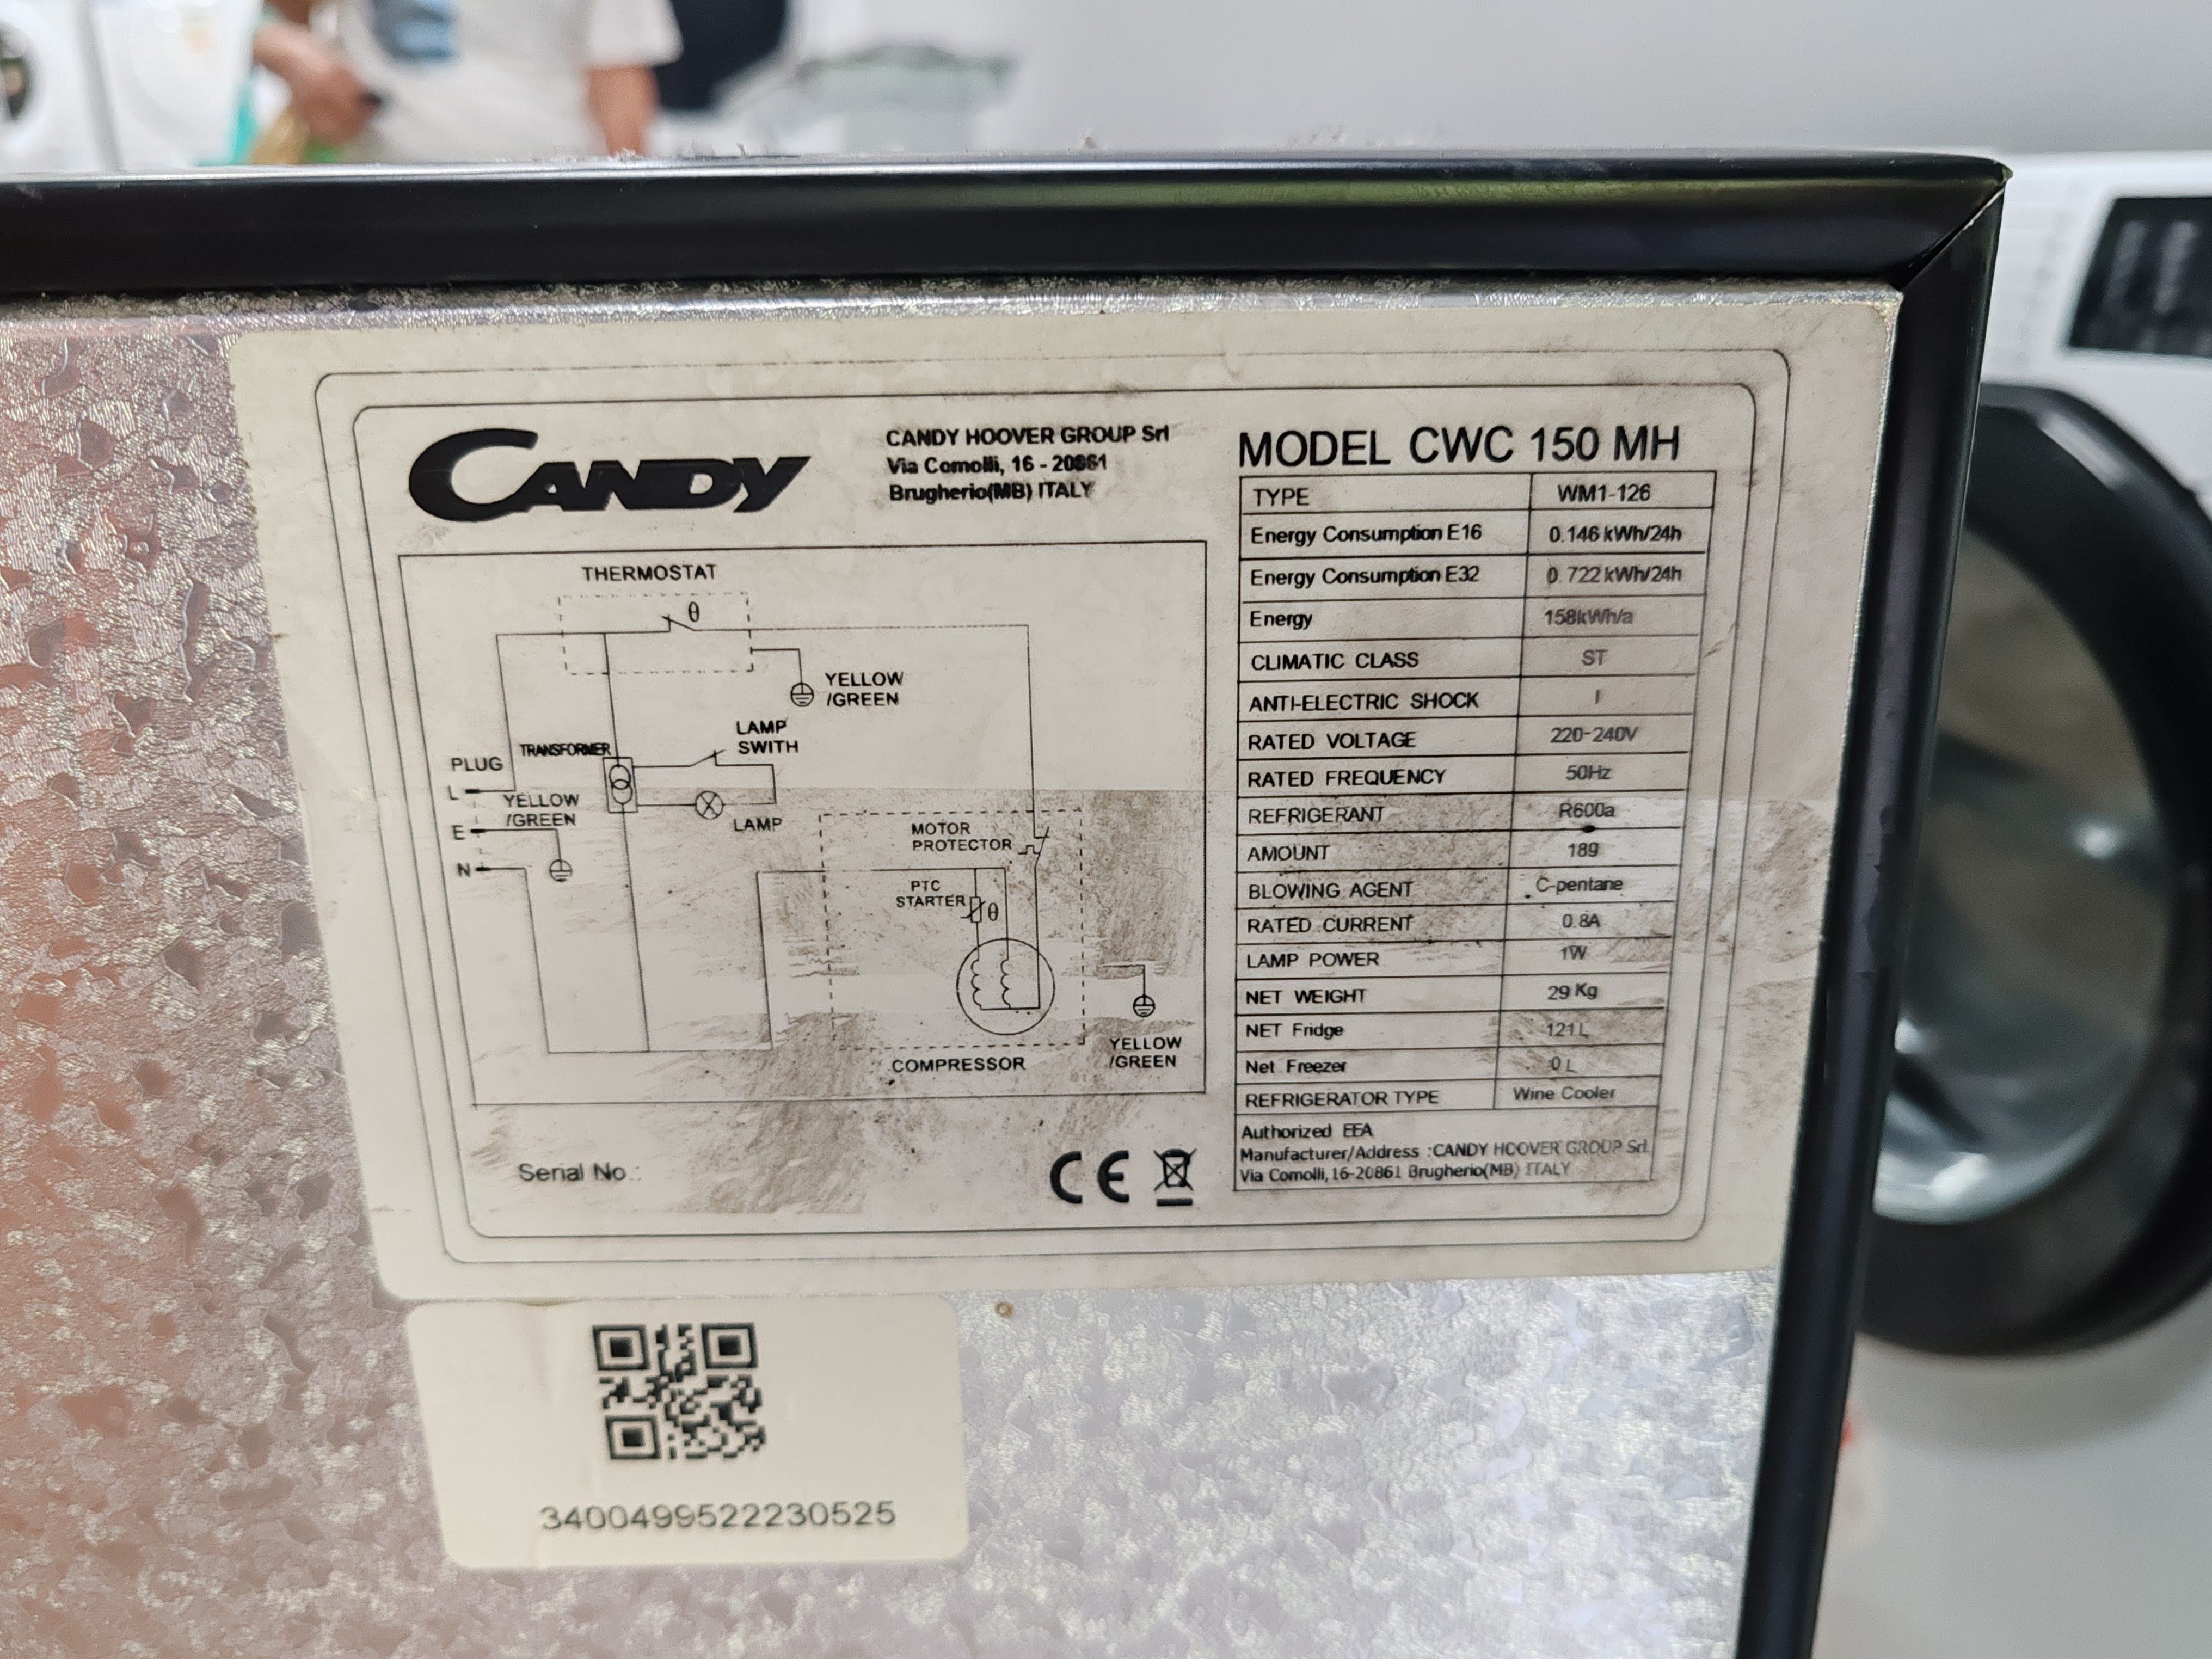 CANDY
CANDY HOOVER GROUP Srl
Via Comolli, 16 - 20861
Brugherio(MB) ITALY
THERMOSTAT
θ
YELLOW
/GREEN
LAMP
SWITH
TRANSFORMER
PLUG
L
YELLOW
/GREEN
E
N
LAMP
MOTOR
PROTECTOR
PTC
STARTER
θ
COMPRESSOR
YELLOW
/GREEN
Serial No.:
CE
MODEL CWC 150 MH
TYPE WM1-126
Energy Consumption E16 0.146 kWh/24h
Energy Consumption E32 0.722 kWh/24h
Energy 158kWh/a
CLIMATIC CLASS ST
ANTI-ELECTRIC SHOCK I
RATED VOLTAGE 220-240V
RATED FREQUENCY 50Hz
REFRIGERANT R600a
AMOUNT 18g
BLOWING AGENT C-pentane
RATED CURRENT 0.8A
LAMP POWER 1W
NET WEIGHT 29 Kg
NET Fridge 121L
Net Freezer 0 L
REFRIGERATOR TYPE Wine Cooler
Authorized EEA
Manufacturer/Address :CANDY HOOVER GROUP Srl.
Via Comolli,16-20861 Brugherio(MB) ITALY
3400499522230525